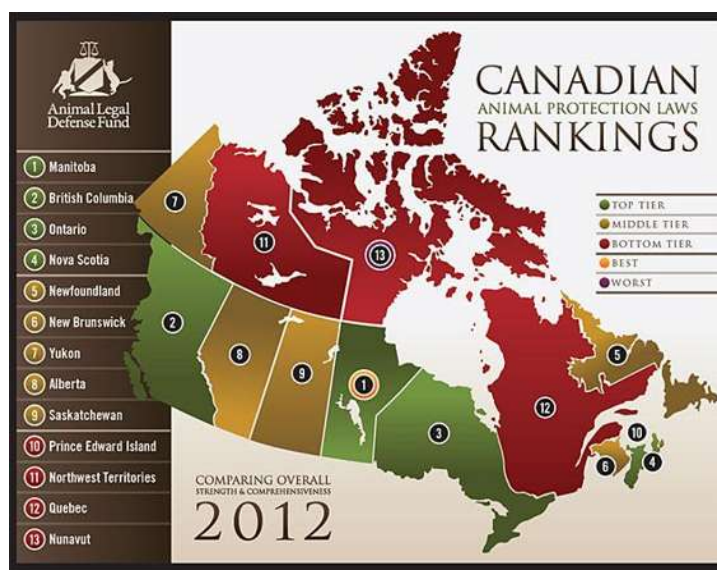 Animal Legal
Defense Fund
1 Manitoba
2 British Columbia
3 Ontario
4 Nova Scotia
5 Newfoundland
6 New Brunswick
7 Yukon
8 Alberta
9 Saskatchewan
10 Prince Edward Island
11 Northwest Territories
12 Quebec
13 Nunavut
CANADIAN
ANIMAL PROTECTION LAWS
RANKINGS
TOP TIER
MIDDLE TIER
BOTTOM TIER
BEST
WORST
7
11
13
2
8
9
1
3
12
5
10
6
4
COMPARING OVERALL
STRENGTH & COMPREHENSIVENESS
2012